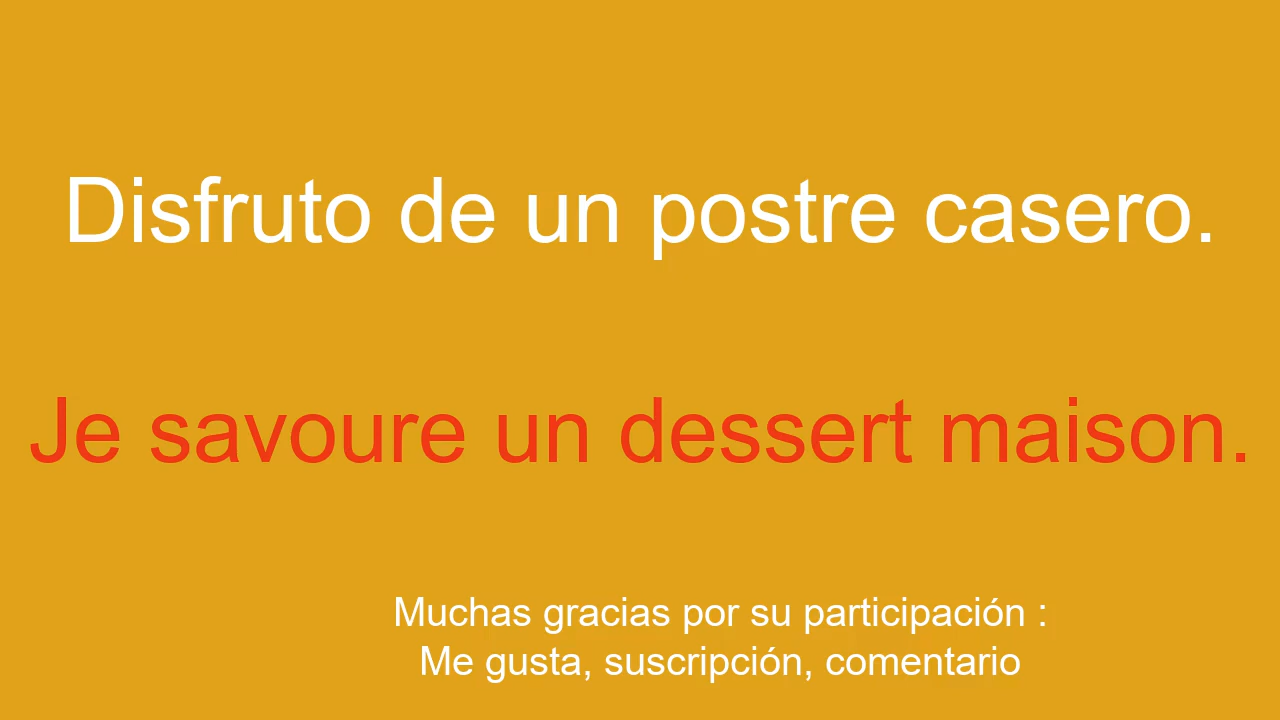 Disfruto de un postre casero.
Je savoure un dessert maison.
Muchas gracias por su participación :
Me gusta, suscripción, comentario